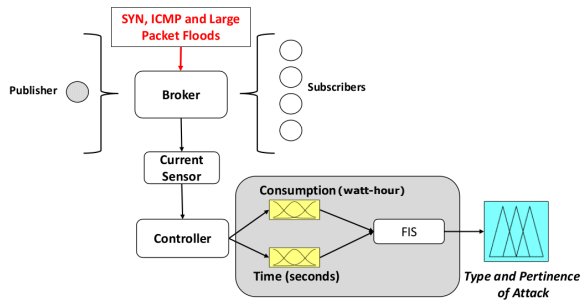 SYN, ICMP and Large
Packet Floods
Publisher
Broker
Subscribers
Current
Sensor
Consumption (watt-hour)
Controller
FIS
Time (seconds)
Type and Pertinence
of Attack